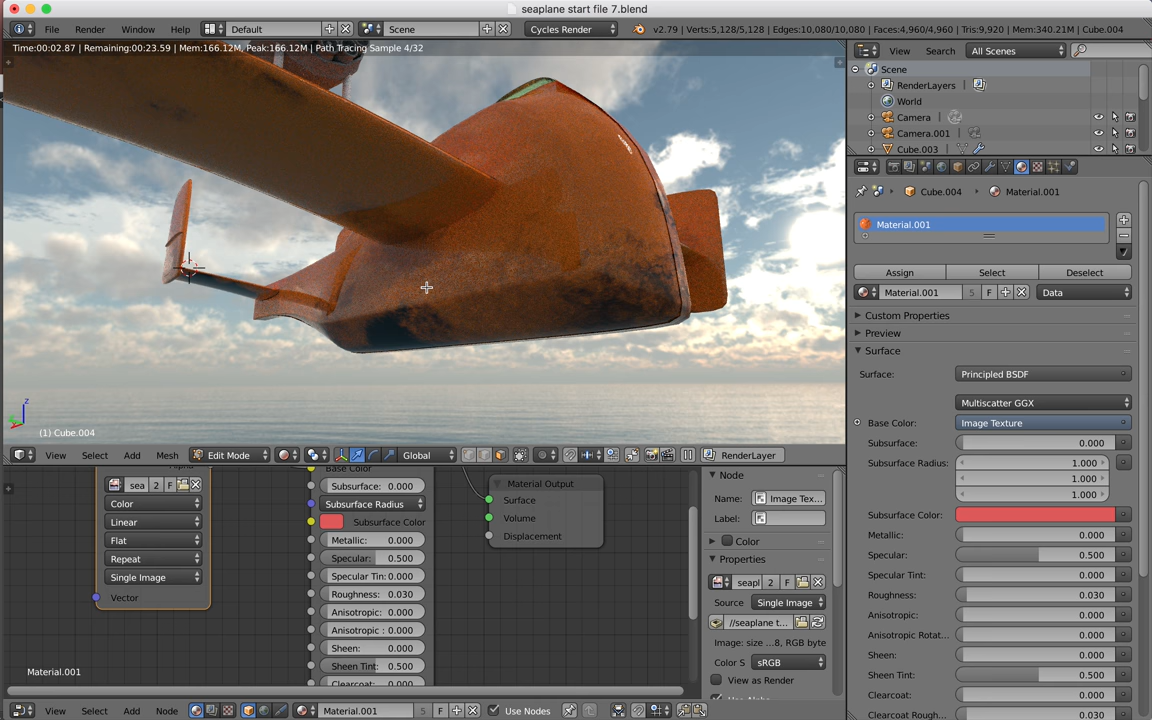 seaplane start file 7.blend
File Render Window Help Default Scene Cycles Render v2.79 | Verts:5,128/5,128 | Edges:10,080/10,080 | Faces:4,960/4,960 | Tris:9,920 | Mem:340.21M | Cube.004
Time:00:02.87 | Remaining:00:23.59 | Mem:166.12M, Peak:166.12M | Path Tracing Sample 4/32
View Search All Scenes
Scene
RenderLayers
World
Camera
Camera.001
Cube.003
Cube.004 Material.001
Material.001
Assign Select Deselect
Material.001 5 F Data
Custom Properties
Preview
Surface
Surface: Principled BSDF
Multiscatter GGX
Base Color: Image Texture
Subsurface: 0.000
Subsurface Radius: 1.000
1.000
1.000
Subsurface Color:
Metallic: 0.000
Specular: 0.500
Specular Tint: 0.000
Roughness: 0.030
Anisotropic: 0.000
Anisotropic Rotat... 0.000
Sheen: 0.000
Sheen Tint: 0.500
Clearcoat: 0.000
Clearcoat Rough... 0.030
z
(1) Cube.004
View Select Add Mesh Edit Mode Global RenderLayer
sea 2 F
Color
Linear
Flat
Repeat
Single Image
Vector
Base Color
Subsurface: 0.000
Subsurface Radius
Subsurface Color
Metallic: 0.000
Specular: 0.500
Specular Tin: 0.000
Roughness: 0.030
Anisotropic: 0.000
Anisotropic : 0.000
Sheen: 0.000
Sheen Tint: 0.500
Clearcoat: 0.000
Material Output
Surface
Volume
Displacement
Node
Name: Image Tex...
Label:
Color
Properties
seapl 2 F
Source Single Image
//seaplane t...
Image: size ...8, RGB byte
Color S sRGB
View as Render
Material.001
View Select Add Node Material.001 5 F Use Nodes